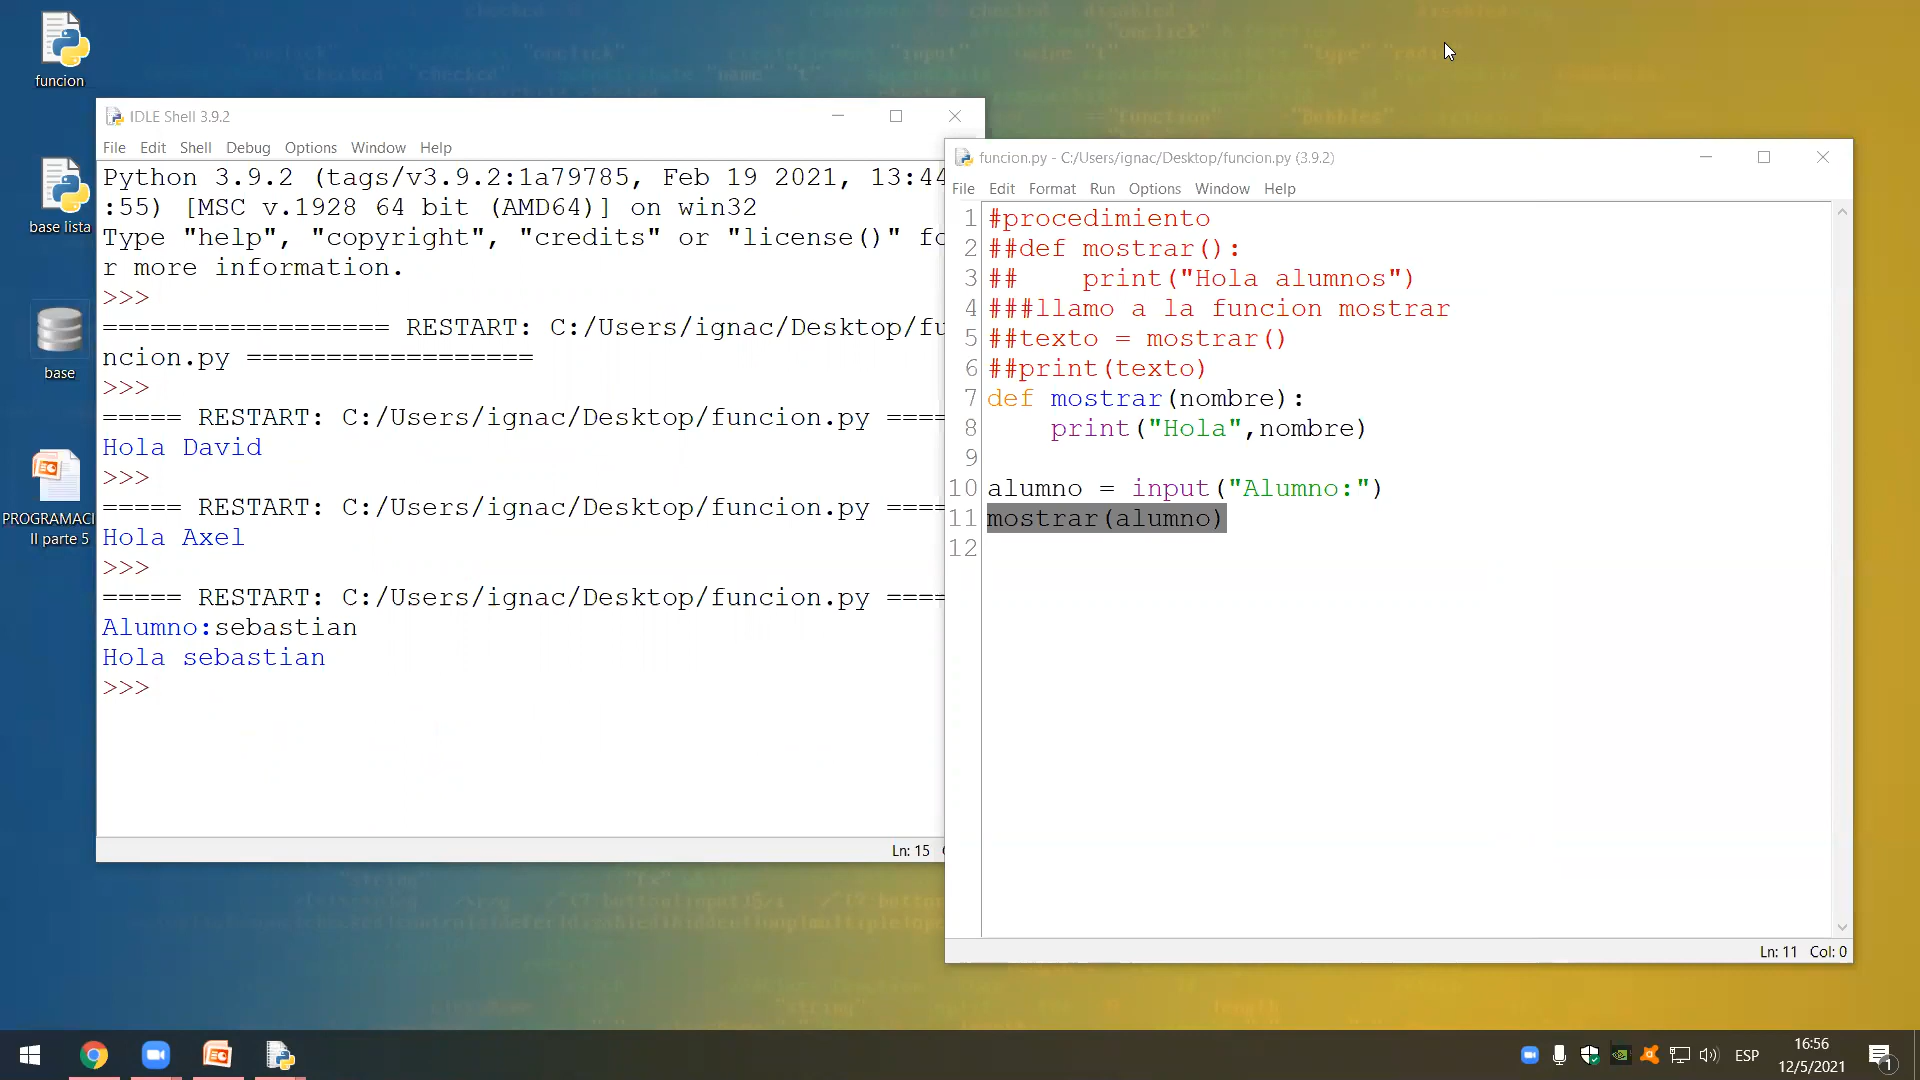 funcion
base lista
base
PROGRAMACI
II parte 5
IDLE Shell 3.9.2
File Edit Shell Debug Options Window Help
Python 3.9.2 (tags/v3.9.2:1a79785, Feb 19 2021, 13:44
:55) [MSC v.1928 64 bit (AMD64)] on win32
Type "help", "copyright", "credits" or "license()" fo
r more information.
>>>
================== RESTART: C:/Users/ignac/Desktop/fu
ncion.py ==================
>>>
===== RESTART: C:/Users/ignac/Desktop/funcion.py ====
Hola David
>>>
===== RESTART: C:/Users/ignac/Desktop/funcion.py ====
Hola Axel
>>>
===== RESTART: C:/Users/ignac/Desktop/funcion.py ====
Alumno:sebastian
Hola sebastian
>>>
Ln: 15
funcion.py - C:/Users/ignac/Desktop/funcion.py (3.9.2)
File Edit Format Run Options Window Help
1 #procedimiento
2 ##def mostrar():
3 ##    print("Hola alumnos")
4 ###llamo a la funcion mostrar
5 ##texto = mostrar()
6 ##print(texto)
7 def mostrar(nombre):
8     print("Hola",nombre)
9
10 alumno = input("Alumno:")
11 mostrar(alumno)
12
Ln: 11 Col: 0
ESP
16:56
12/5/2021
1